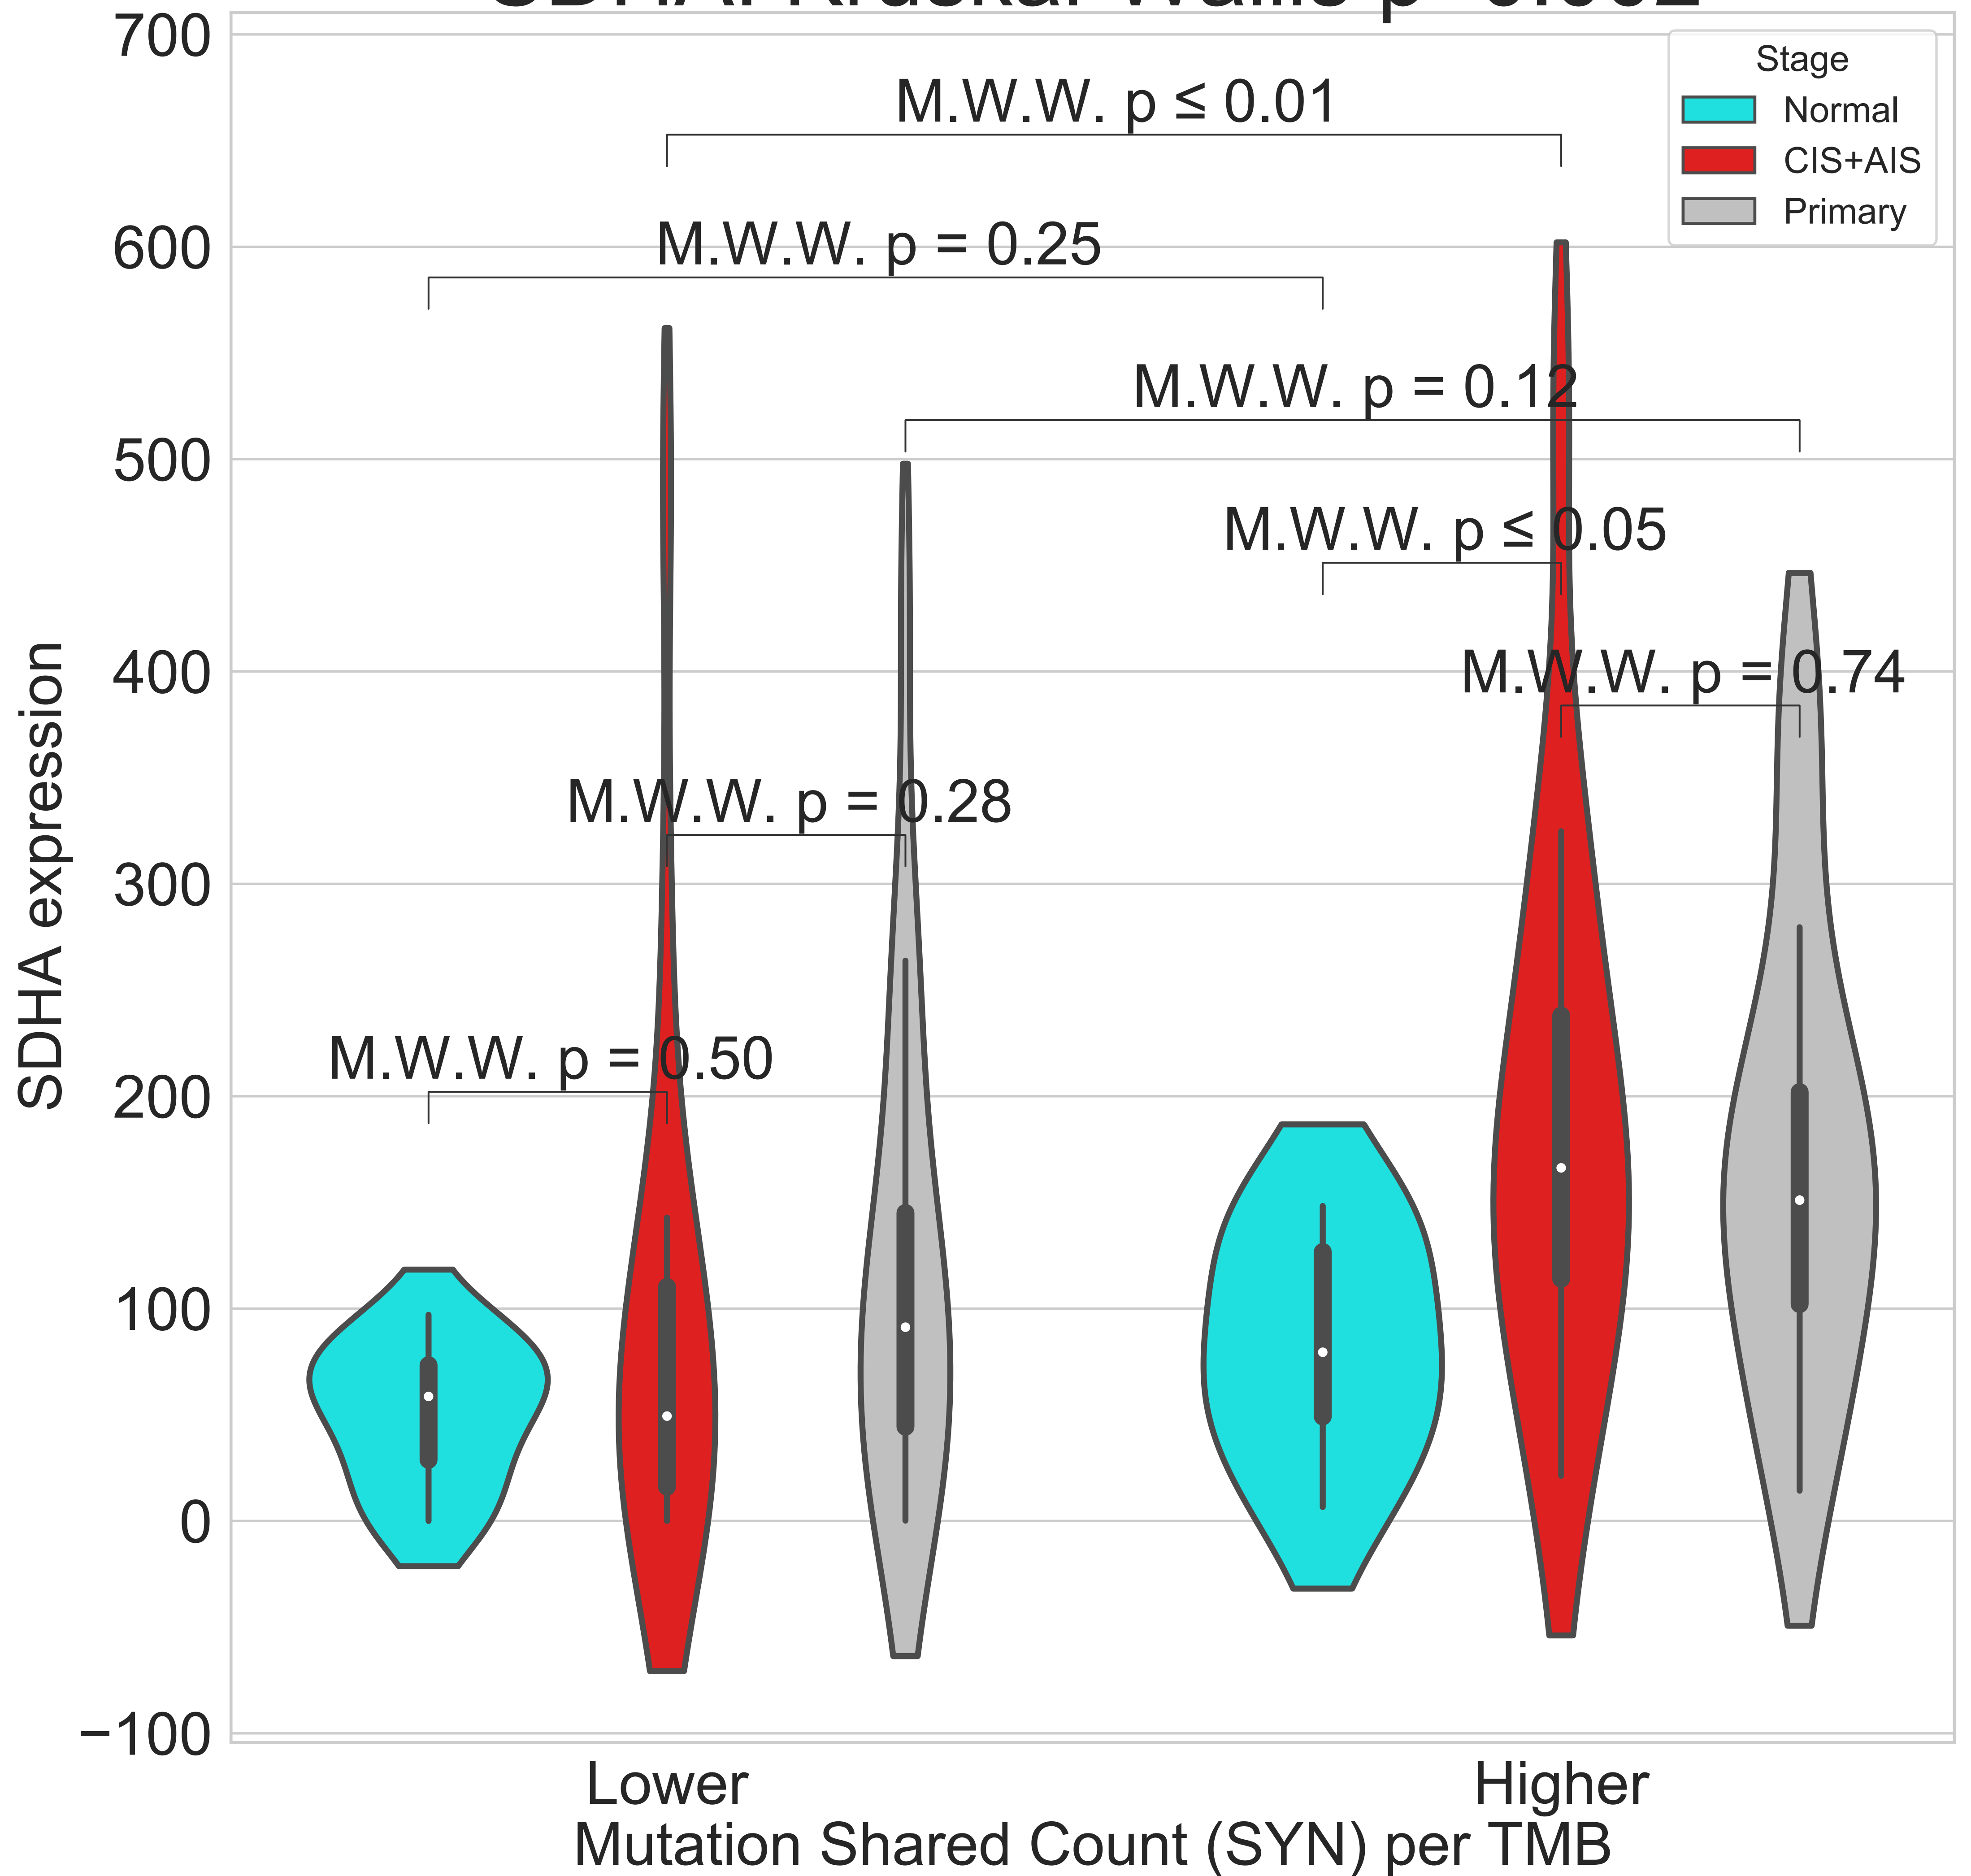 700
600
500
400
300
200
100
0
−100
SDHA expression
Stage
Normal
CIS+AIS
Primary
M.W.W. p ≤ 0.01
M.W.W. p = 0.25
M.W.W. p = 0.12
M.W.W. p ≤ 0.05
M.W.W. p = 0.74
M.W.W. p = 0.28
M.W.W. p = 0.50
Lower
Higher
Mutation Shared Count (SYN) per TMB